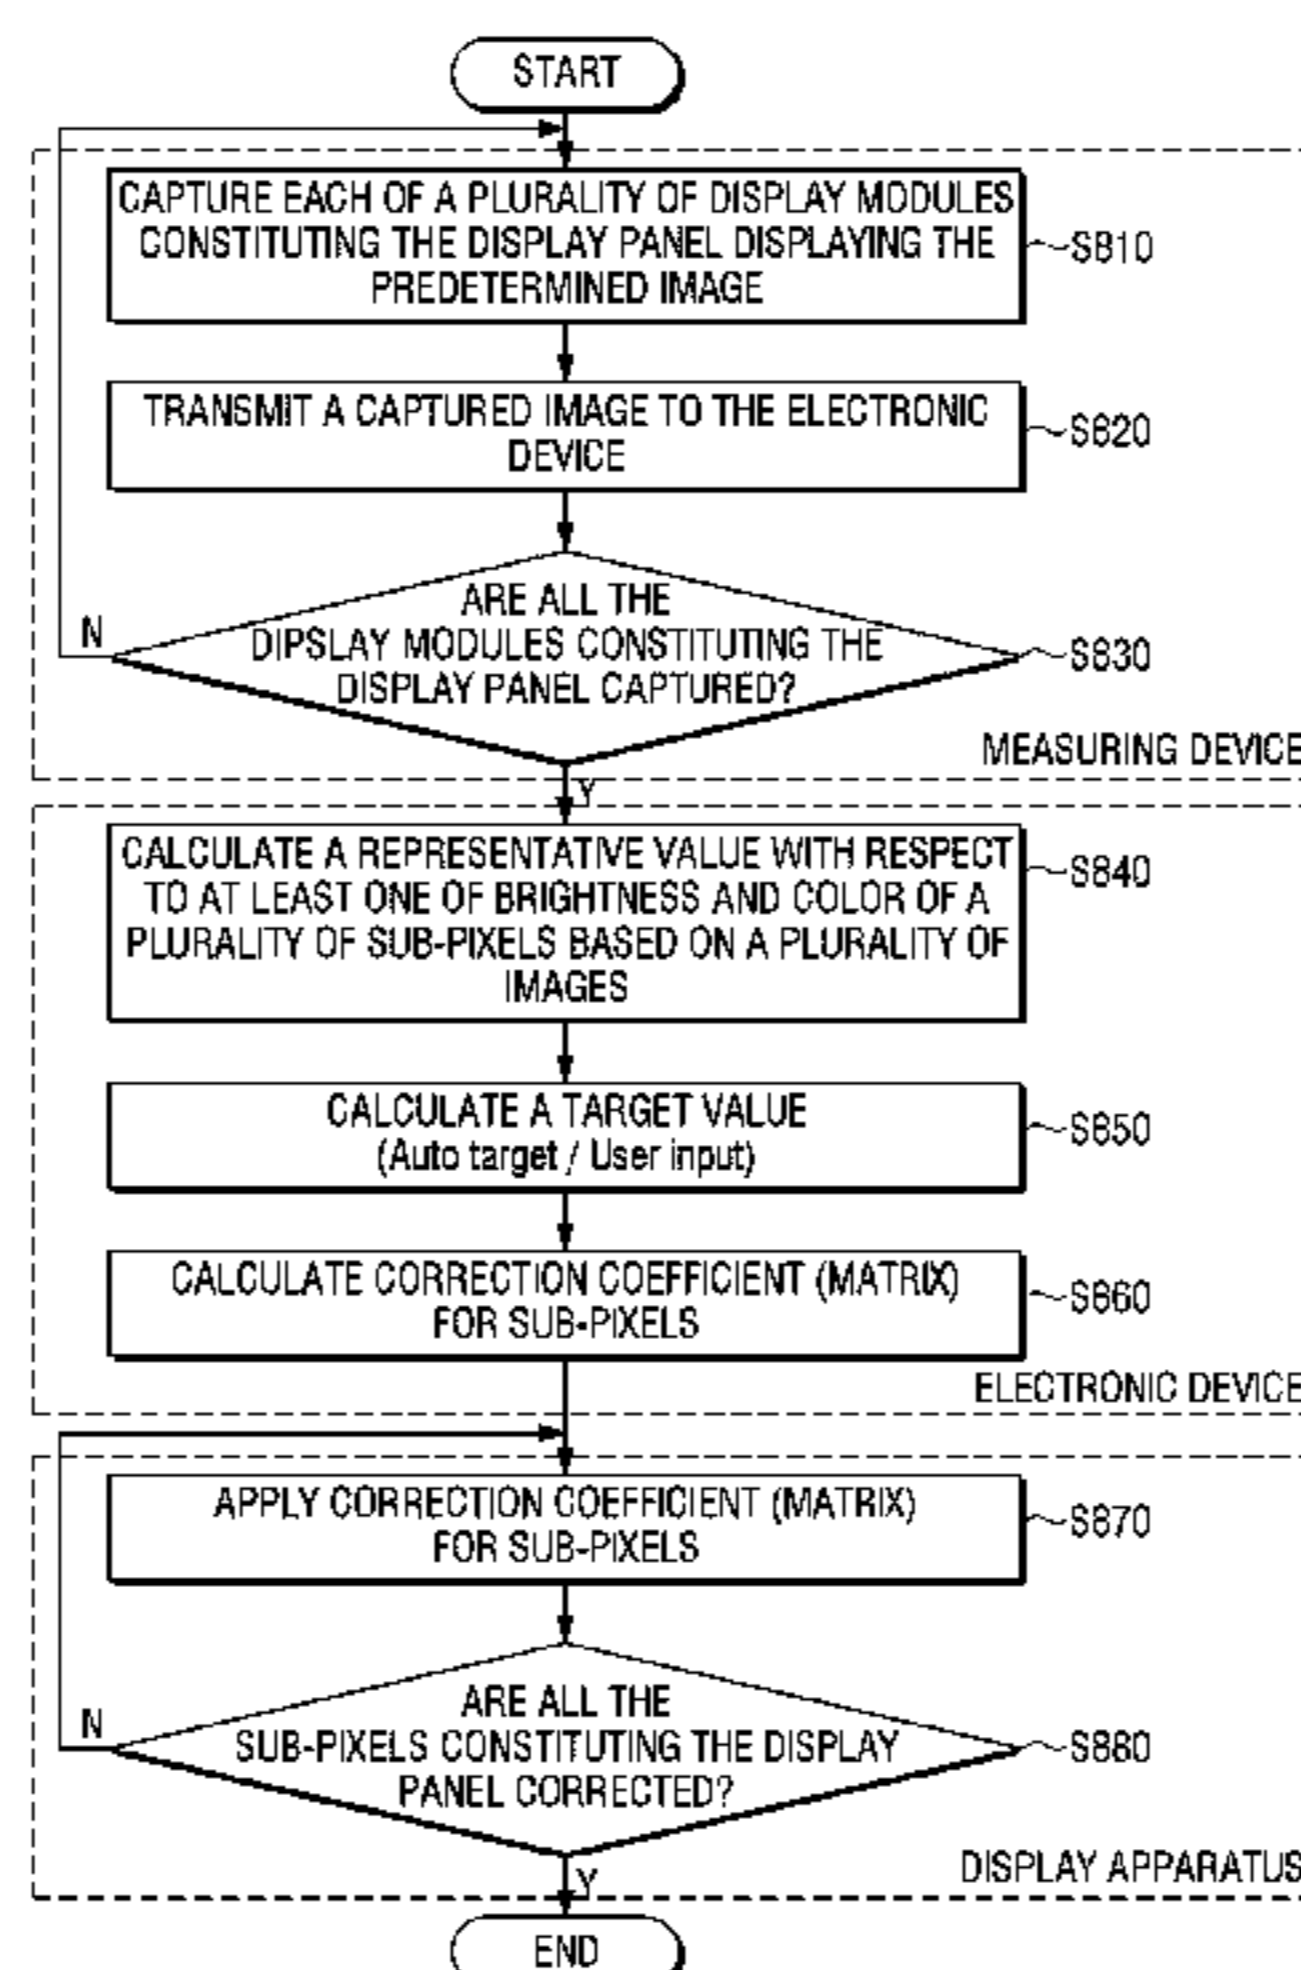 START
CAPTURE EACH OF A PLURALITY OF DISPLAY MODULES
CONSTITUTING THE DISPLAY PANEL DISPLAYING THE
PREDETERMINED IMAGE
S810
TRANSMIT A CAPTURED IMAGE TO THE ELECTRONIC
DEVICE
S820
ARE ALL THE
DIPSLAY MODULES CONSTITUTING THE
DISPLAY PANEL CAPTURED?
N
S830
MEASURING DEVICE
Y
CALCULATE A REPRESENTATIVE VALUE WITH RESPECT
TO AT LEAST ONE OF BRIGHTNESS AND COLOR OF A
PLURALITY OF SUB-PIXELS BASED ON A PLURALITY OF
IMAGES
S840
CALCULATE A TARGET VALUE
(Auto target / User input)
S850
CALCULATE CORRECTION COEFFICIENT (MATRIX)
FOR SUB-PIXELS
S860
ELECTRONIC DEVICE
APPLY CORRECTION COEFFICIENT (MATRIX)
FOR SUB-PIXELS
S870
ARE ALL THE
SUB-PIXELS CONSTITUTING THE DISPLAY
PANEL CORRECTED?
N
S880
DISPLAY APPARATUS
Y
END